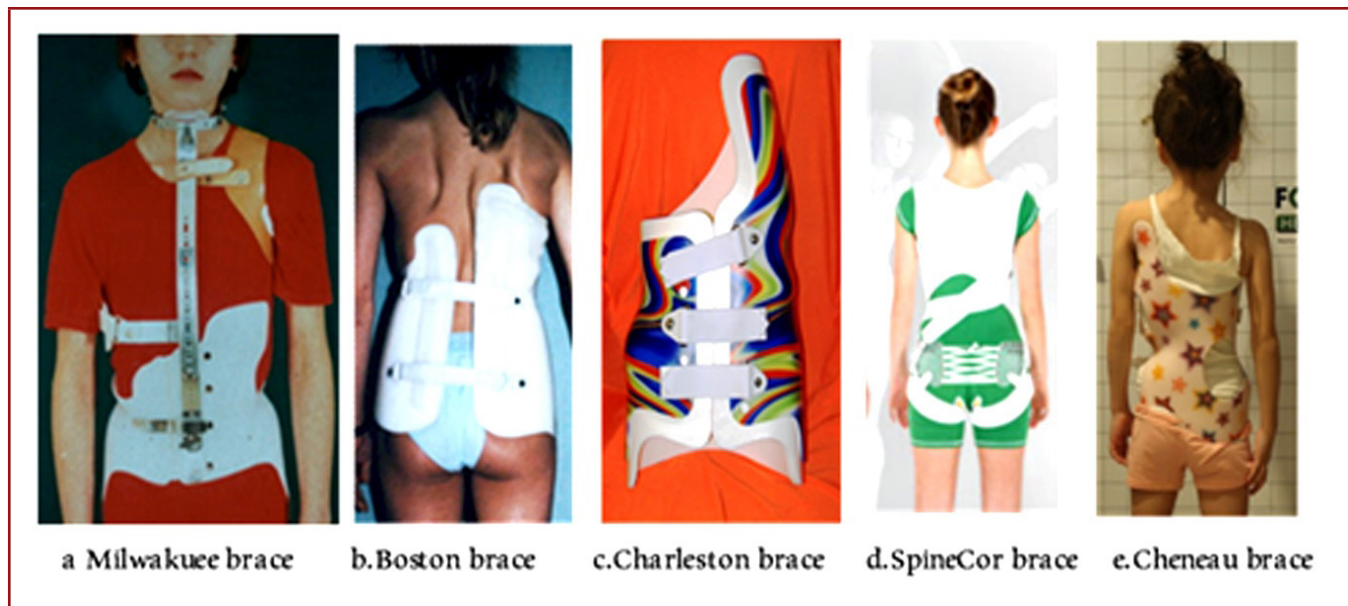 a Milwakuee brace
b.Boston brace
c.Charleston brace
d.SpineCor brace
e.Cheneau brace